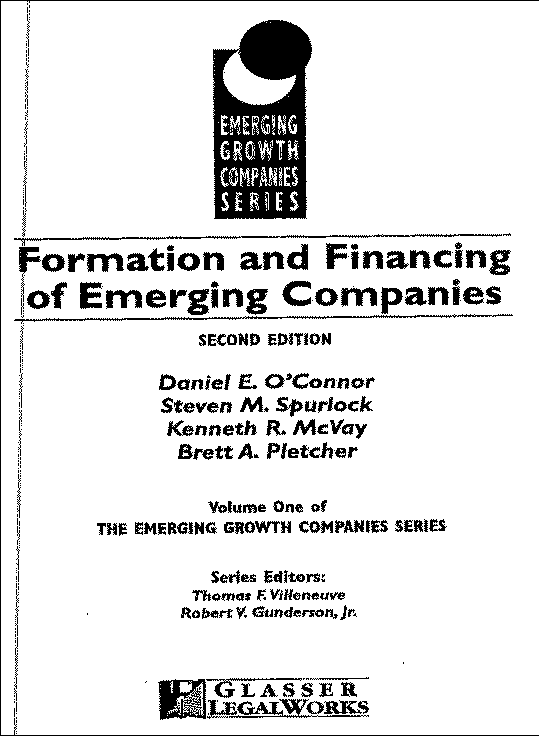 EMERGING
GROWTH
COMPANIES
SERIES
Formation and Financing
of Emerging Companies
SECOND EDITION
Daniel E. O'Connor
Steven M. Spurlock
Kenneth R. McVay
Brett A. Pletcher
Volume One of
THE EMERGING GROWTH COMPANIES SERIES
Series Editors:
Thomas F. Villeneuve
Robert V. Gunderson, Jr.
GLASSER
LEGALWORKS